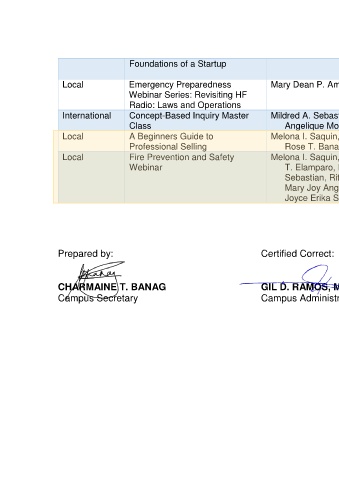 Foundations of a Startup
Local
Emergency Preparedness
Webinar Series: Revisiting HF
Radio: Laws and Operations
Mary Dean P. Am
International
Concept-Based Inquiry Master
Class
Mildred A. Sebas
Angelique Mo
Local
A Beginners Guide to
Professional Selling
Melona I. Saquin,
Rose T. Bana
Local
Fire Prevention and Safety
Webinar
Melona I. Saquin,
T. Elamparo,
Sebastian, Rit
Mary Joy Ang
Joyce Erika S
Prepared by:
CHARMAINE T. BANAG
Campus Secretary
Certified Correct:
GIL D. RAMOS, M
Campus Administr